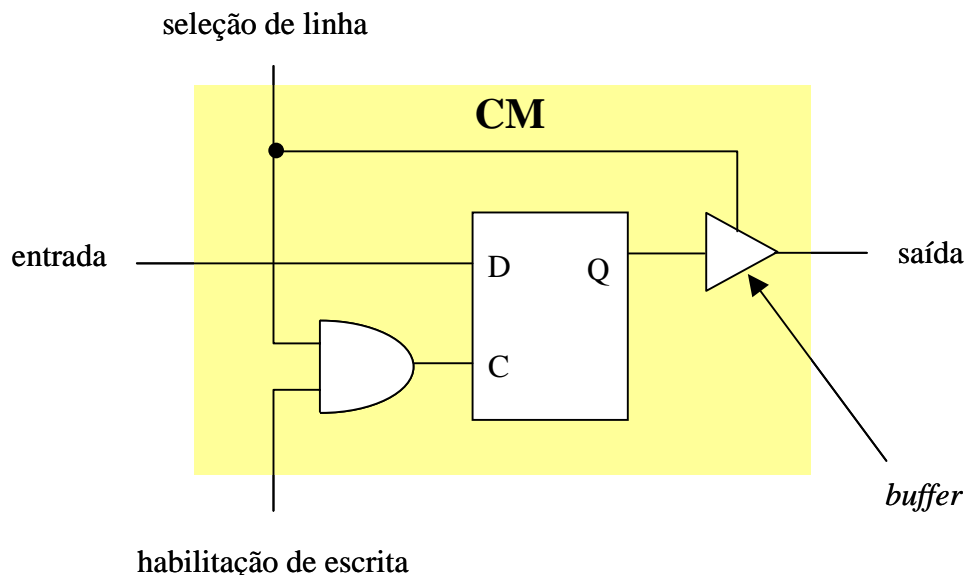 seleção de linha
CM
entrada
D
Q
saída
C
buffer
habilitação de escrita